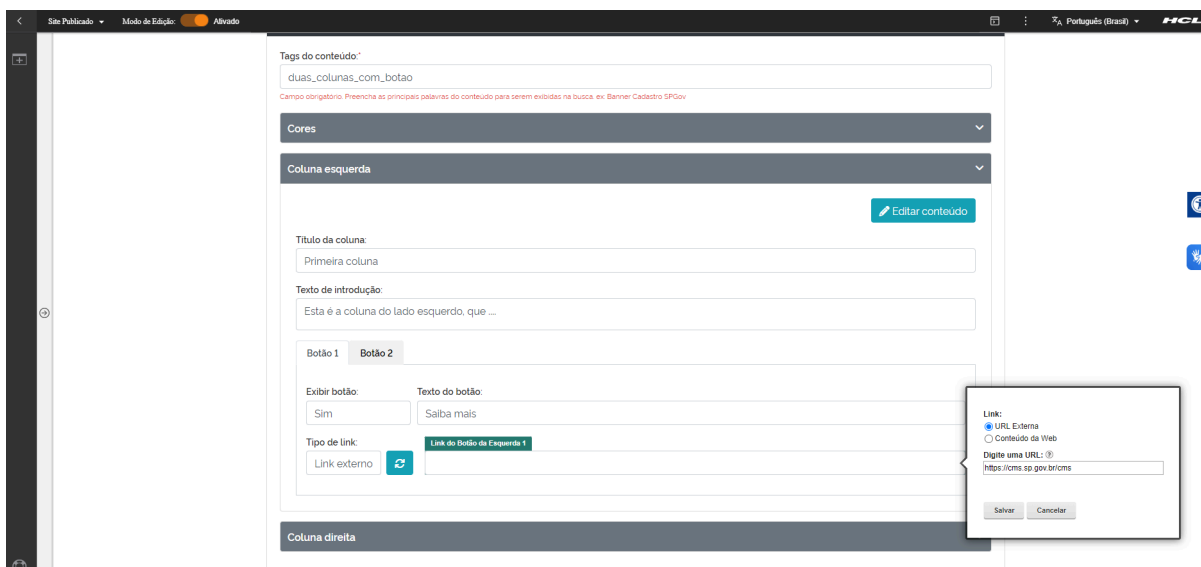 Site Publicado
Modo de Edição:
Ativado
Português (Brasil)
HCL
Tags do conteúdo:*
duas_colunas_com_botao
Campo obrigatório. Preencha as principais palavras do conteúdo para serem exibidas na busca. ex: Banner Cadastro SPGov
Cores
Coluna esquerda
Editar conteúdo
Título da coluna:
Primeira coluna
Texto de introdução:
Esta é a coluna do lado esquerdo, que ....
Botão 1
Botão 2
Exibir botão:
Texto do botão:
Sim
Saiba mais
Tipo de link:
Link do Botão da Esquerda 1
Link externo
Link:
URL Externa
Conteúdo da Web
Digite uma URL:
https://cms.sp.gov.br/cms
Salvar
Cancelar
Coluna direita